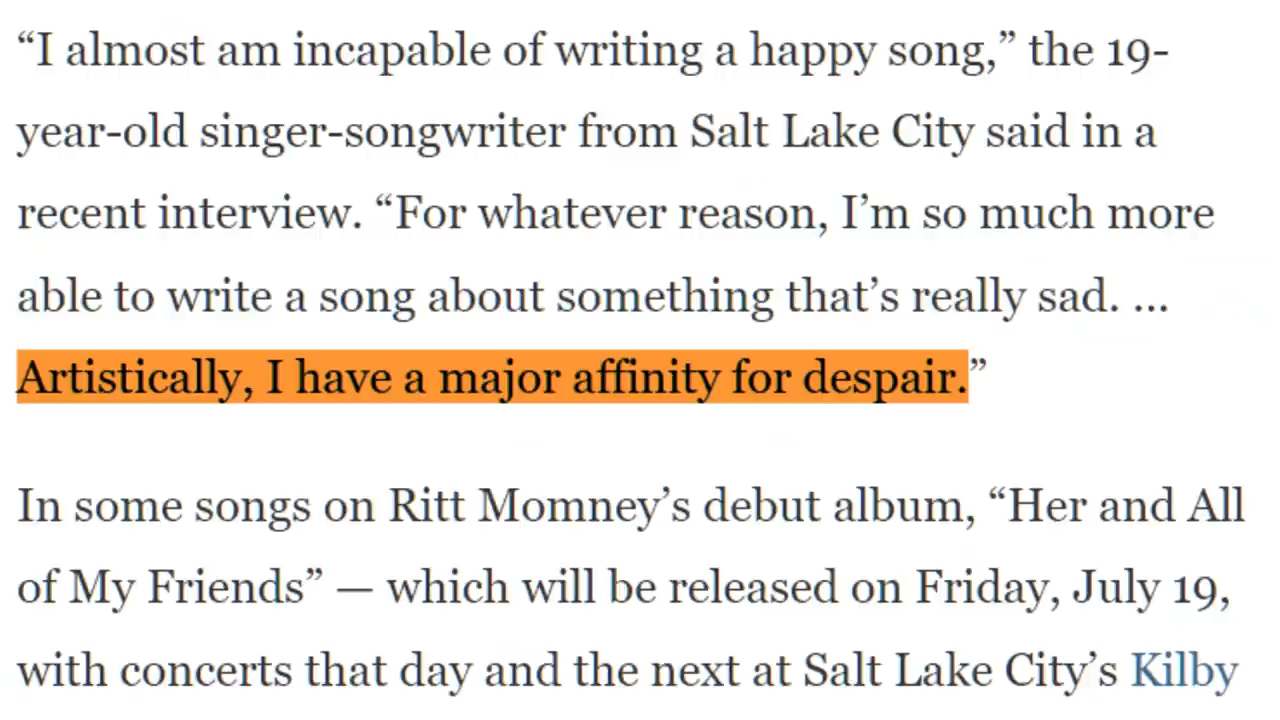 “I almost am incapable of writing a happy song,” the 19-
year-old singer-songwriter from Salt Lake City said in a
recent interview. “For whatever reason, I’m so much more
able to write a song about something that’s really sad. ...
Artistically, I have a major affinity for despair.”
In some songs on Ritt Momney’s debut album, “Her and All
of My Friends” — which will be released on Friday, July 19,
with concerts that day and the next at Salt Lake City’s Kilby